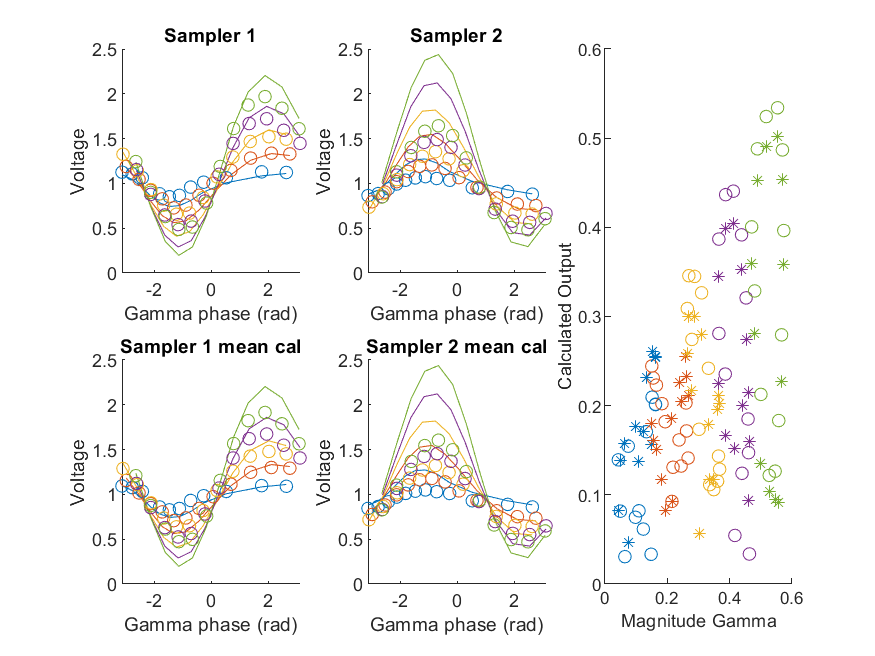 Sampler 1
2.5
2
1.5
1
0.5
0
Voltage
-2 0 2
Gamma phase (rad)
Sampler 2
2.5
2
1.5
1
0.5
0
Voltage
-2 0 2
Gamma phase (rad)
Sampler 1 mean cal
2.5
2
1.5
1
0.5
0
Voltage
-2 0 2
Gamma phase (rad)
Sampler 2 mean cal
2.5
2
1.5
1
0.5
0
Voltage
-2 0 2
Gamma phase (rad)
0.6
0.5
0.4
0.3
0.2
0.1
0
Calculated Output
0 0.2 0.4 0.6
Magnitude Gamma